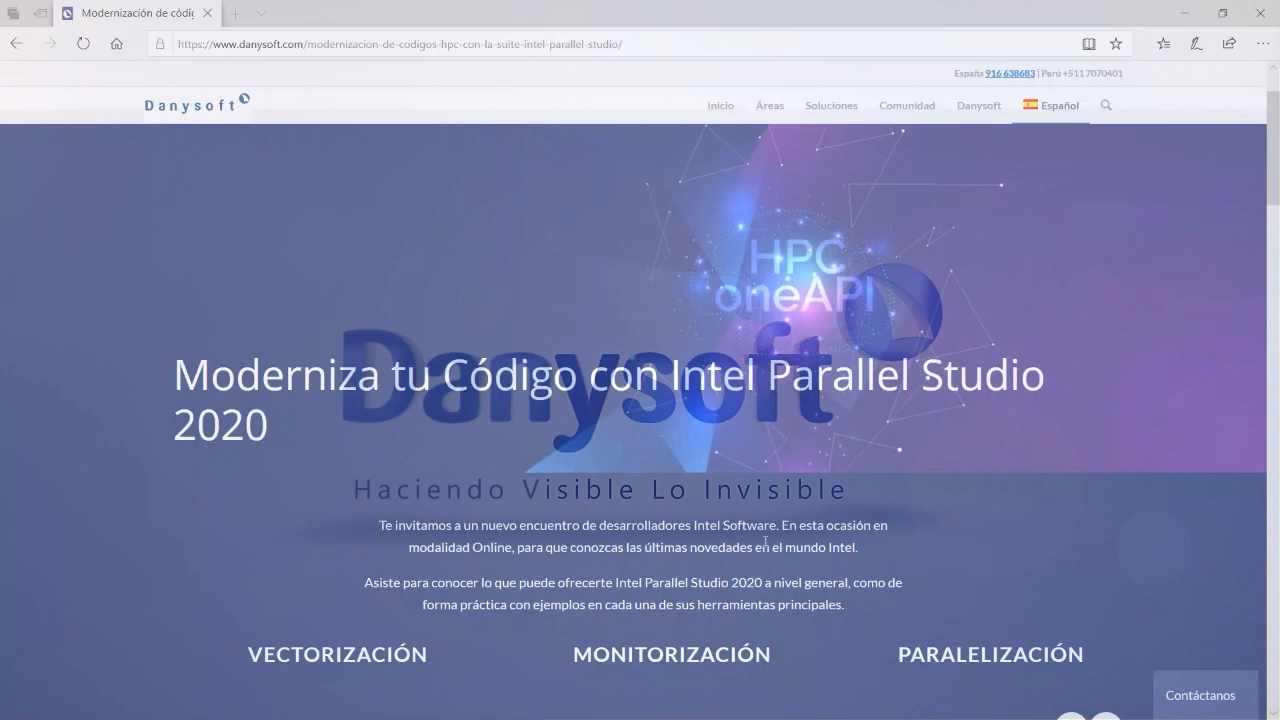 Modernización de códig
https://www.danysoft.com/modernizacion-de-codigos-hpc-con-la-suite-intel-parallel-studio/
España 916 638683 | Perú +511 7070401
Danysoft
Inicio Áreas Soluciones Comunidad Danysoft Español
HPC
oneAPI
Danysoft
Moderniza tu Código con Intel Parallel Studio
2020
Haciendo Visible Lo Invisible
Te invitamos a un nuevo encuentro de desarrolladores Intel Software. En esta ocasión en
modalidad Online, para que conozcas las últimas novedades en el mundo Intel.
Asiste para conocer lo que puede ofrecerte Intel Parallel Studio 2020 a nivel general, como de
forma práctica con ejemplos en cada una de sus herramientas principales.
VECTORIZACIÓN MONITORIZACIÓN PARALELIZACIÓN
Contáctanos